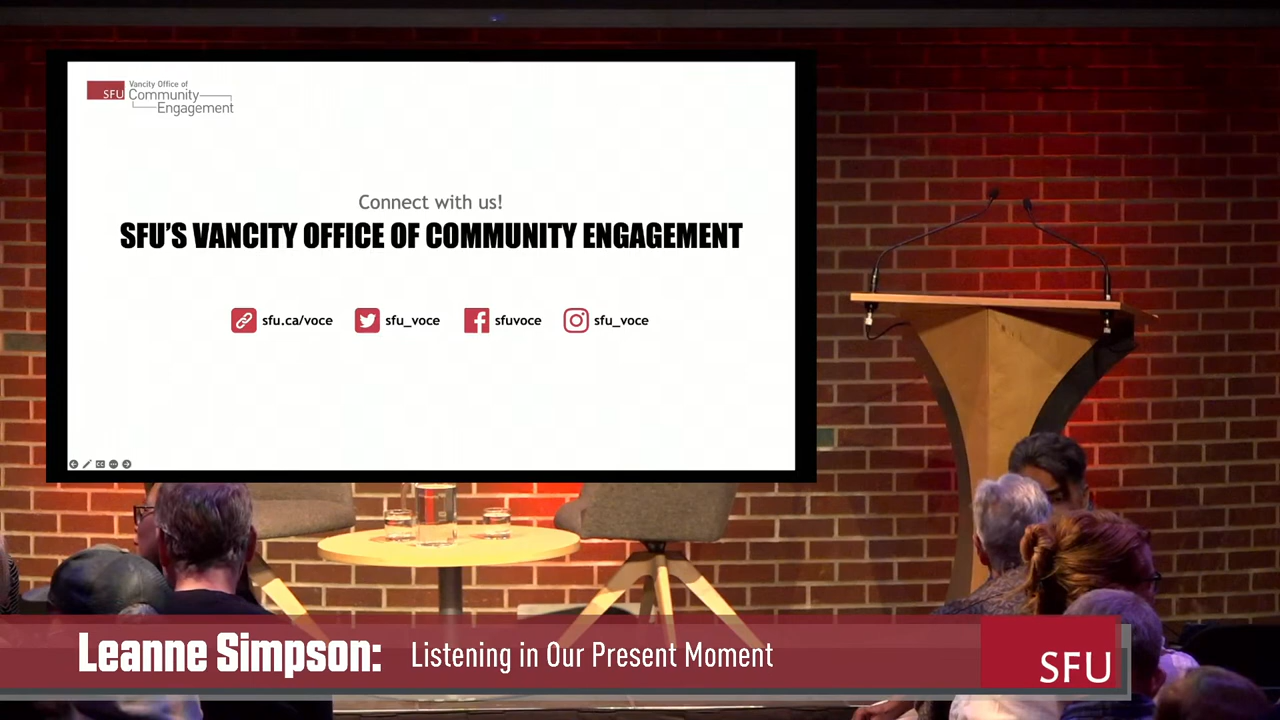 SFU
Vancity Office of
Community
Engagement
Connect with us!
SFU'S VANCITY OFFICE OF COMMUNITY ENGAGEMENT
sfu.ca/voce sfu_voce sfuvoce sfu_voce
Leanne Simpson: Listening in Our Present Moment
SFU